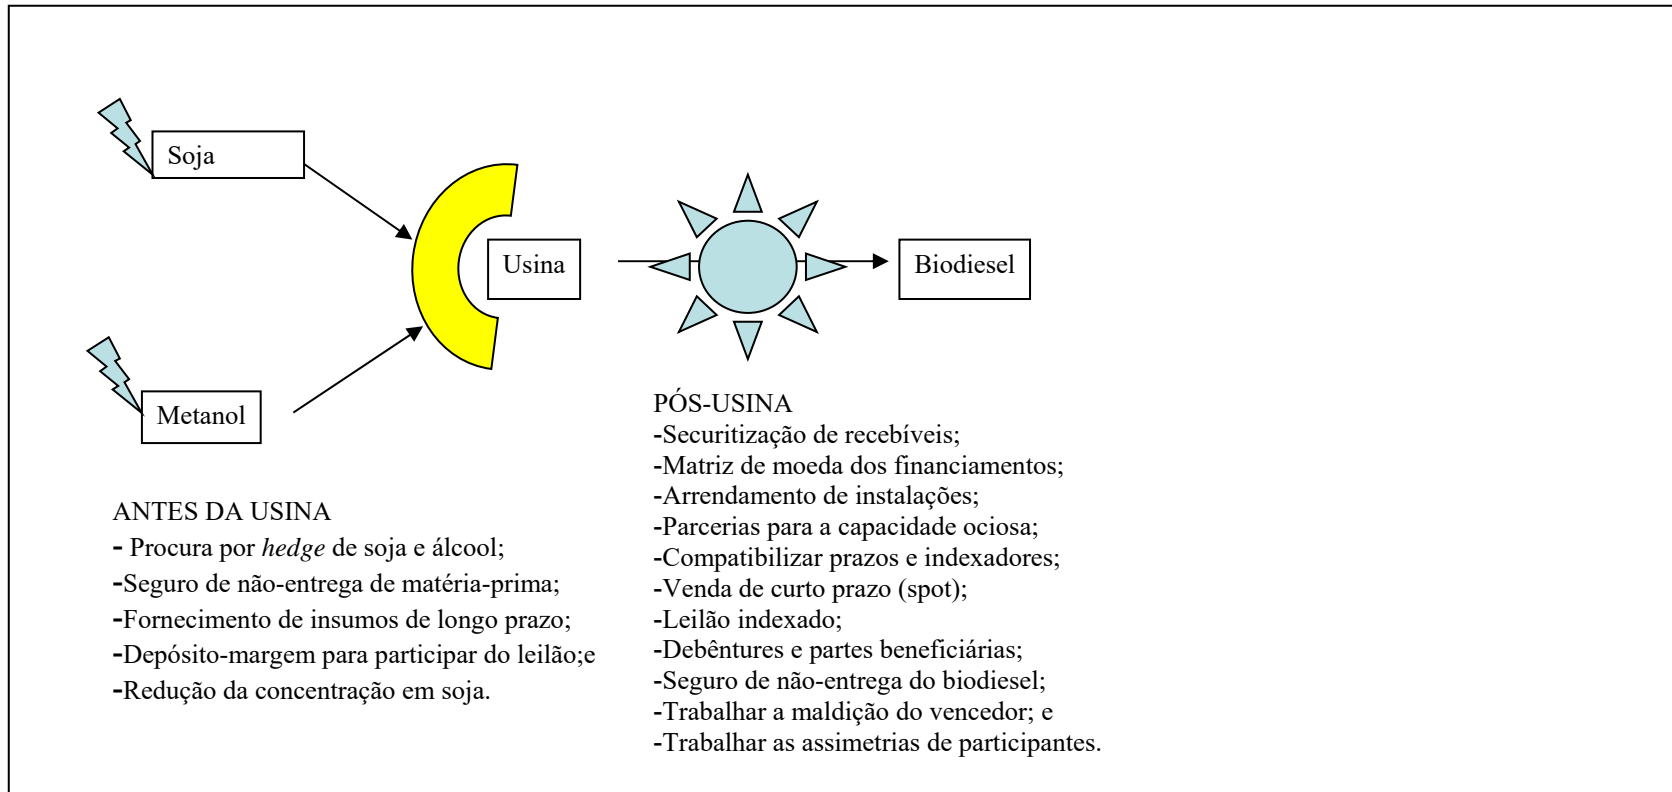 Soja
Usina
Biodiesel
Metanol
ANTES DA USINA
- Procura por hedge de soja e álcool;
-Seguro de não-entrega de matéria-prima;
-Fornecimento de insumos de longo prazo;
-Depósito-margem para participar do leilão;e
-Redução da concentração em soja.
PÓS-USINA
-Securitização de recebíveis;
-Matriz de moeda dos financiamentos;
-Arrendamento de instalações;
-Parcerias para a capacidade ociosa;
-Compatibilizar prazos e indexadores;
-Venda de curto prazo (spot);
-Leilão indexado;
-Debêntures e partes beneficiárias;
-Seguro de não-entrega do biodiesel;
-Trabalhar a maldição do vencedor; e
-Trabalhar as assimetrias de participantes.